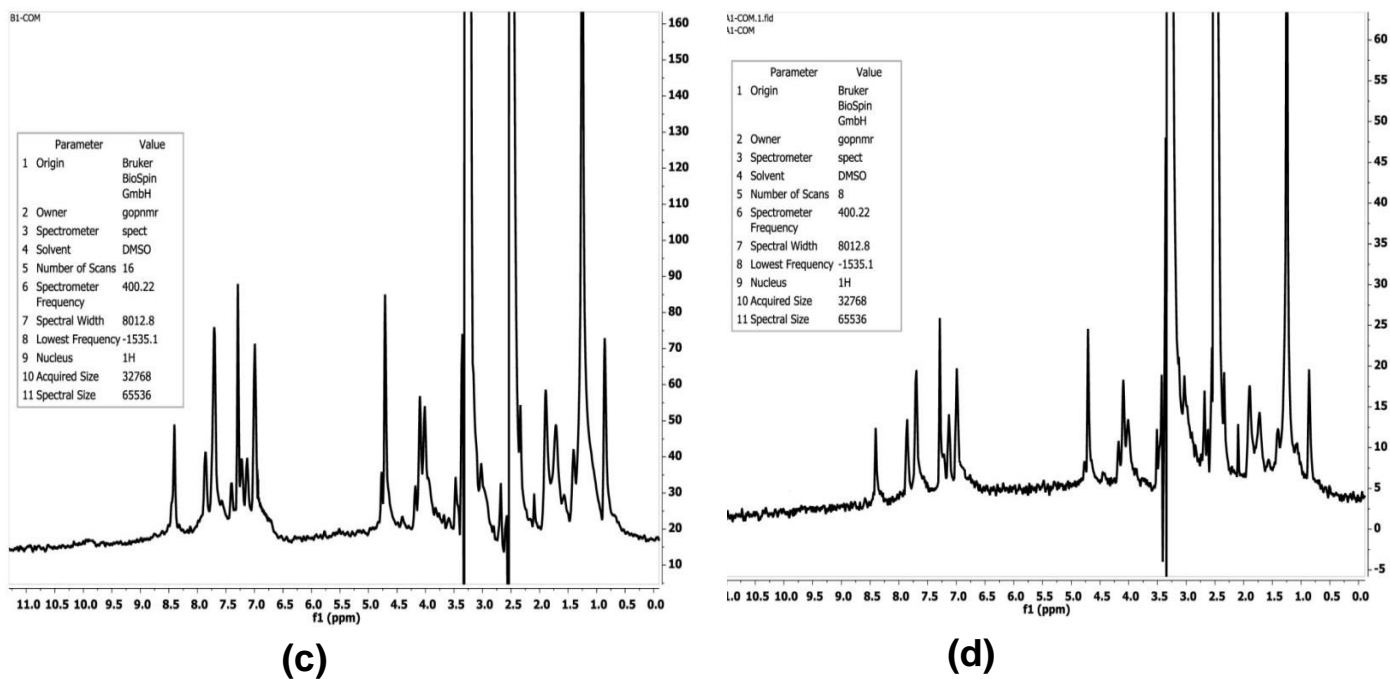 B1-COM
Parameter Value
1 Origin Bruker
BioSpin
GmbH
2 Owner gopnmr
3 Spectrometer spect
4 Solvent DMSO
5 Number of Scans 16
6 Spectrometer 400.22
Frequency
7 Spectral Width 8012.8
8 Lowest Frequency -1535.1
9 Nucleus 1H
10 Acquired Size 32768
11 Spectral Size 65536
160
150
140
130
120
110
100
90
80
70
60
50
40
30
20
10
11.0 10.5 10.0 9.5 9.0 8.5 8.0 7.5 7.0 6.5 6.0 5.5 5.0 4.5 4.0 3.5 3.0 2.5 2.0 1.5 1.0 0.5 0.0
f1 (ppm)
(c)
A1-COM.1.fid
A1-COM
Parameter Value
1 Origin Bruker
BioSpin
GmbH
2 Owner gopnmr
3 Spectrometer spect
4 Solvent DMSO
5 Number of Scans 8
6 Spectrometer 400.22
Frequency
7 Spectral Width 8012.8
8 Lowest Frequency -1535.1
9 Nucleus 1H
10 Acquired Size 32768
11 Spectral Size 65536
60
55
50
45
40
35
30
25
20
15
10
5
0
-5
1.0 10.5 10.0 9.5 9.0 8.5 8.0 7.5 7.0 6.5 6.0 5.5 5.0 4.5 4.0 3.5 3.0 2.5 2.0 1.5 1.0 0.5 0.0
f1 (ppm)
(d)